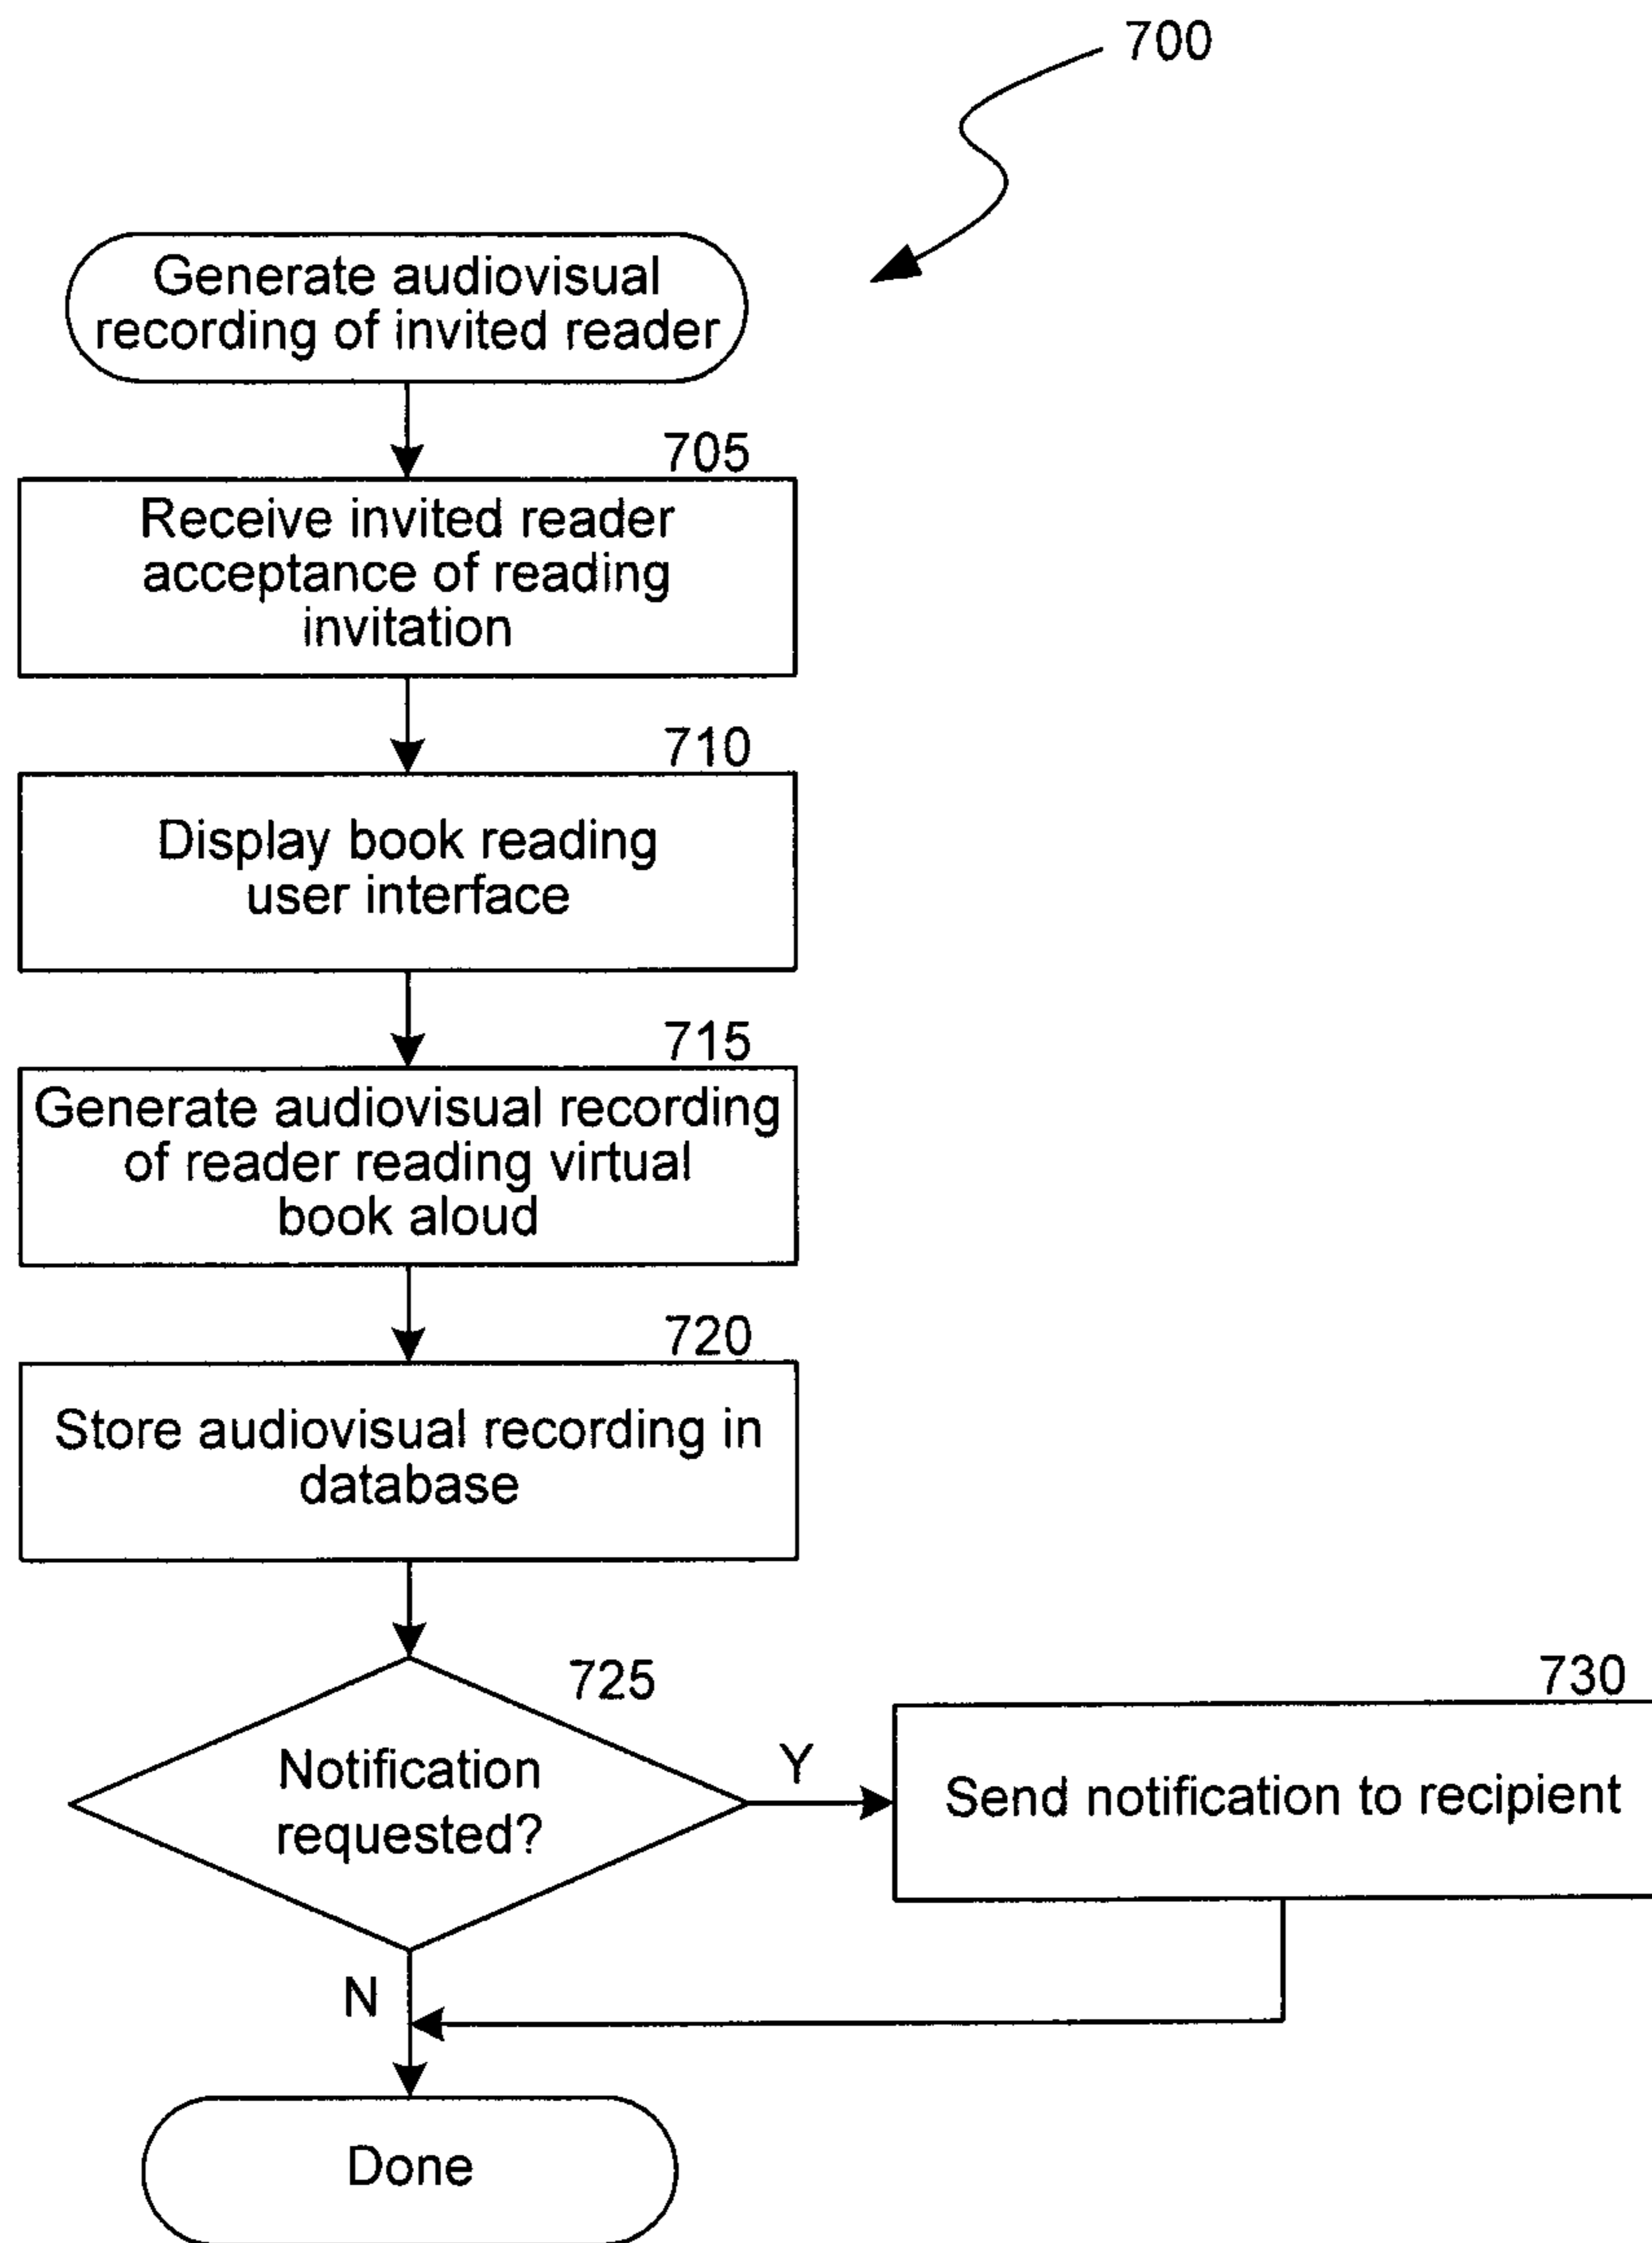 700
Generate audiovisual
recording of invited reader
705
Receive invited reader
acceptance of reading
invitation
710
Display book reading
user interface
715
Generate audiovisual recording
of reader reading virtual
book aloud
720
Store audiovisual recording in
database
725
Notification
requested?
Y
730
Send notification to recipient
N
Done